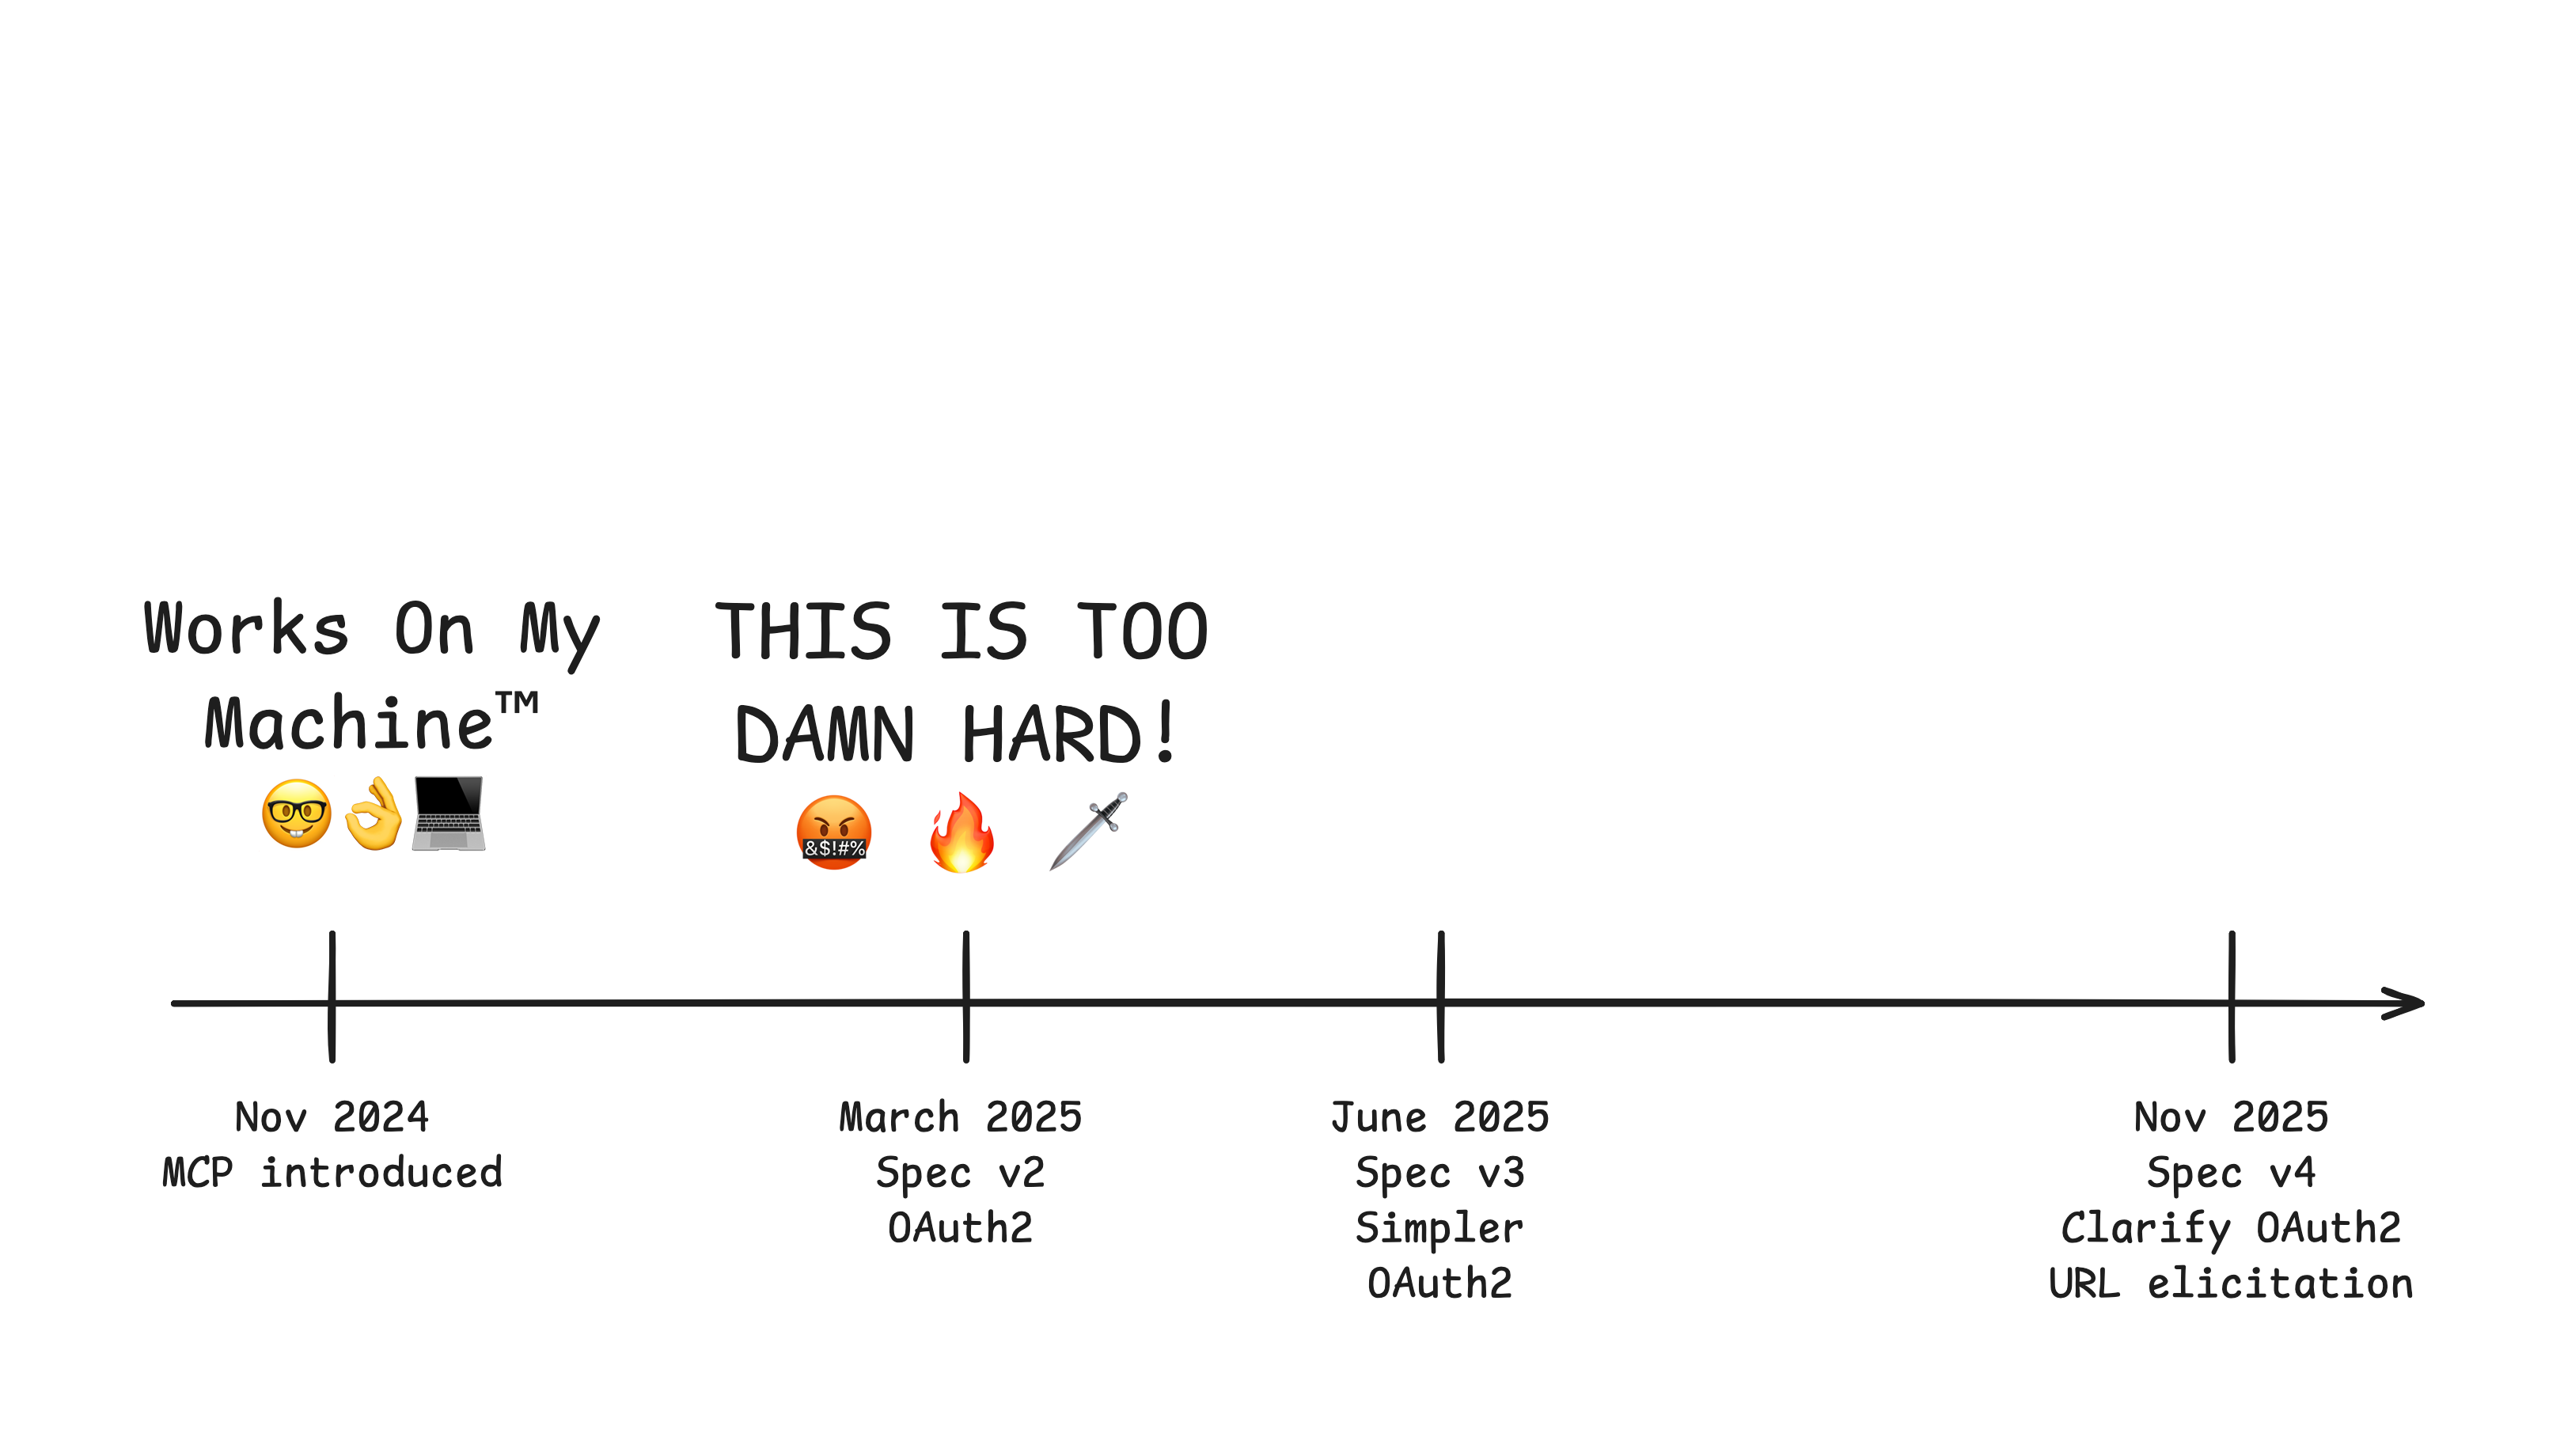 Works On My
Machine™
🤓👌💻
THIS IS TOO
DAMN HARD!
&$!#%
Nov 2024
MCP introduced
March 2025
Spec v2
OAuth2
June 2025
Spec v3
Simpler
OAuth2
Nov 2025
Spec v4
Clarify OAuth2
URL elicitation